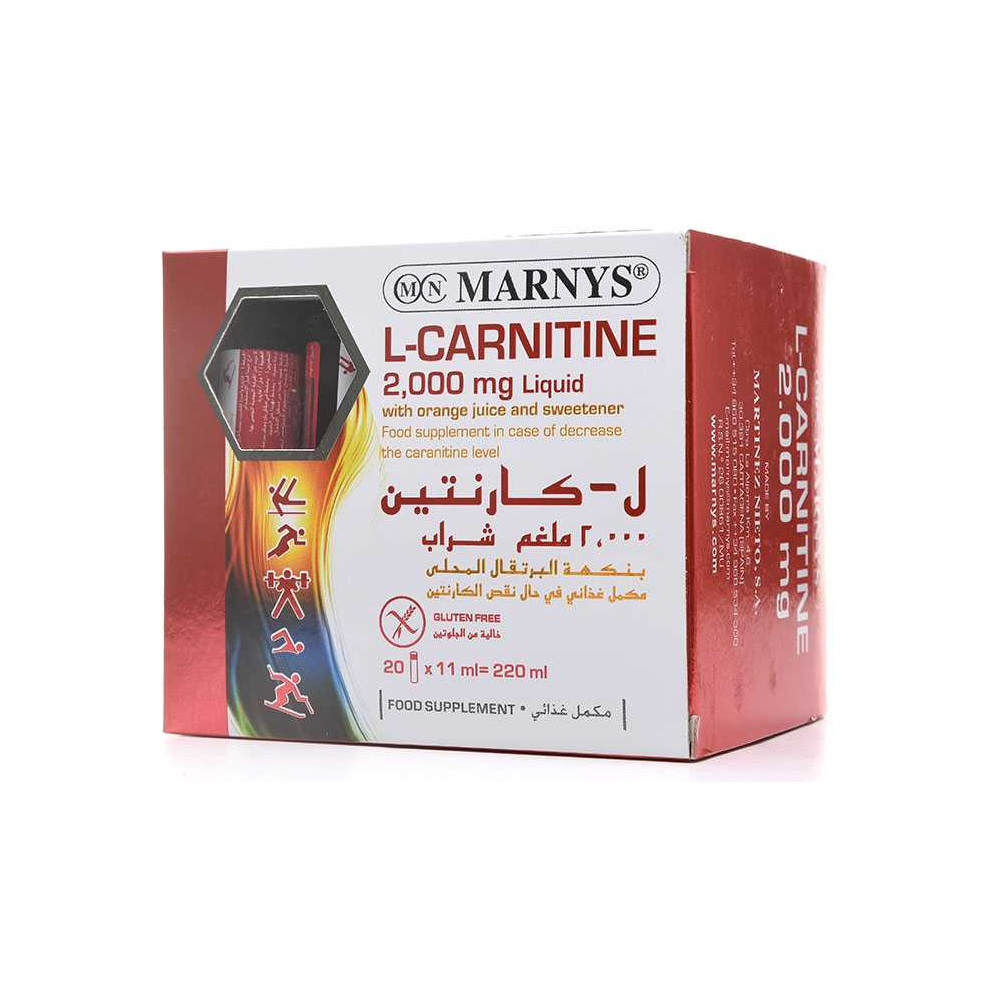 MN MARNYS®
L-CARNITINE
2,000 mg Liquid
with orange juice and sweetener
Food supplement in case of decrease
the caranitine level
ل-كارنتين
٢،٠٠٠ ملغم شراب
بنكهة البرتقال المحلى
مكمل غذائي في حال نقص الكارنتين
GLUTEN FREE
خالية من الجلوتين
20 x 11 ml= 220 ml
FOOD SUPPLEMENT • مكمل غذائي
L-CARNITINE
2.000 mg
MADE BY
MARTINEZ NIETO, S.A.
www.marnys.com